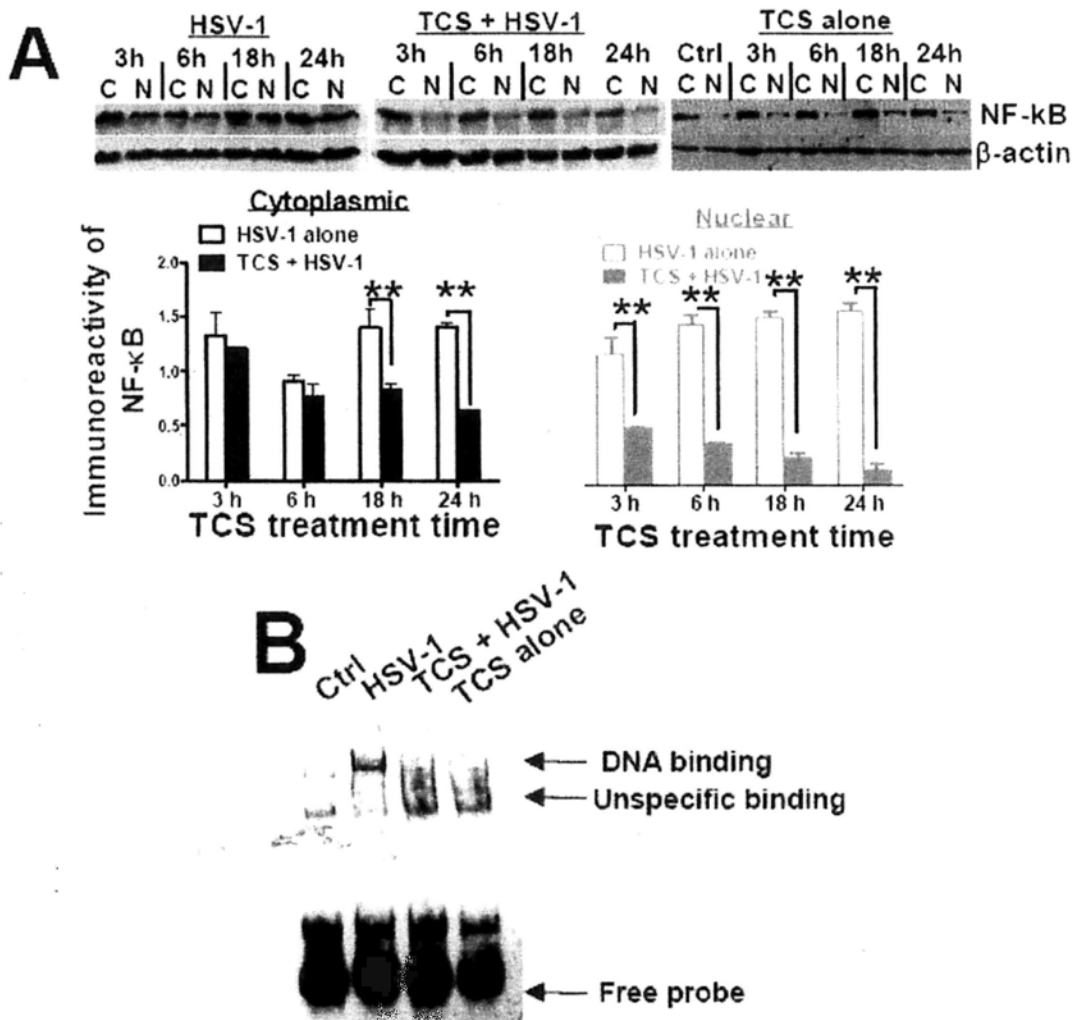 A
HSV-1 TCS + HSV-1 TCS alone
3h 6h 18h 24h 3h 6h 18h 24h Ctrl 3h 6h 18h 24h
C N C N C N C N C N C N C N C N C N C N C N C N C N
NF-kB
β-actin
Immunoreactivity of
NF-κB
Cytoplasmic
HSV-1 alone
TCS + HSV-1
2.0
1.5
1.0
0.5
0.0
** **
3 h 6 h 18 h 24 h
TCS treatment time
Nuclear
HSV-1 alone
TCS + HSV-1
** ** ** **
3 h 6 h 18 h 24 h
TCS treatment time
B
Ctrl
HSV-1
TCS + HSV-1
TCS alone
DNA binding
Unspecific binding
Free probe